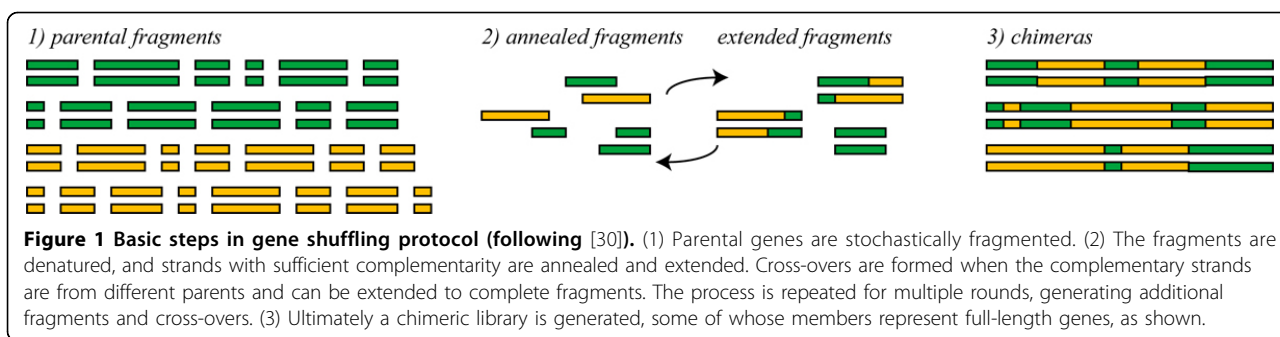 1) parental fragments
2) annealed fragments
extended fragments
3) chimeras
Figure 1 Basic steps in gene shuffling protocol (following [30]). (1) Parental genes are stochastically fragmented. (2) The fragments are
denatured, and strands with sufficient complementarity are annealed and extended. Cross-overs are formed when the complementary strands
are from different parents and can be extended to complete fragments. The process is repeated for multiple rounds, generating additional
fragments and cross-overs. (3) Ultimately a chimeric library is generated, some of whose members represent full-length genes, as shown.